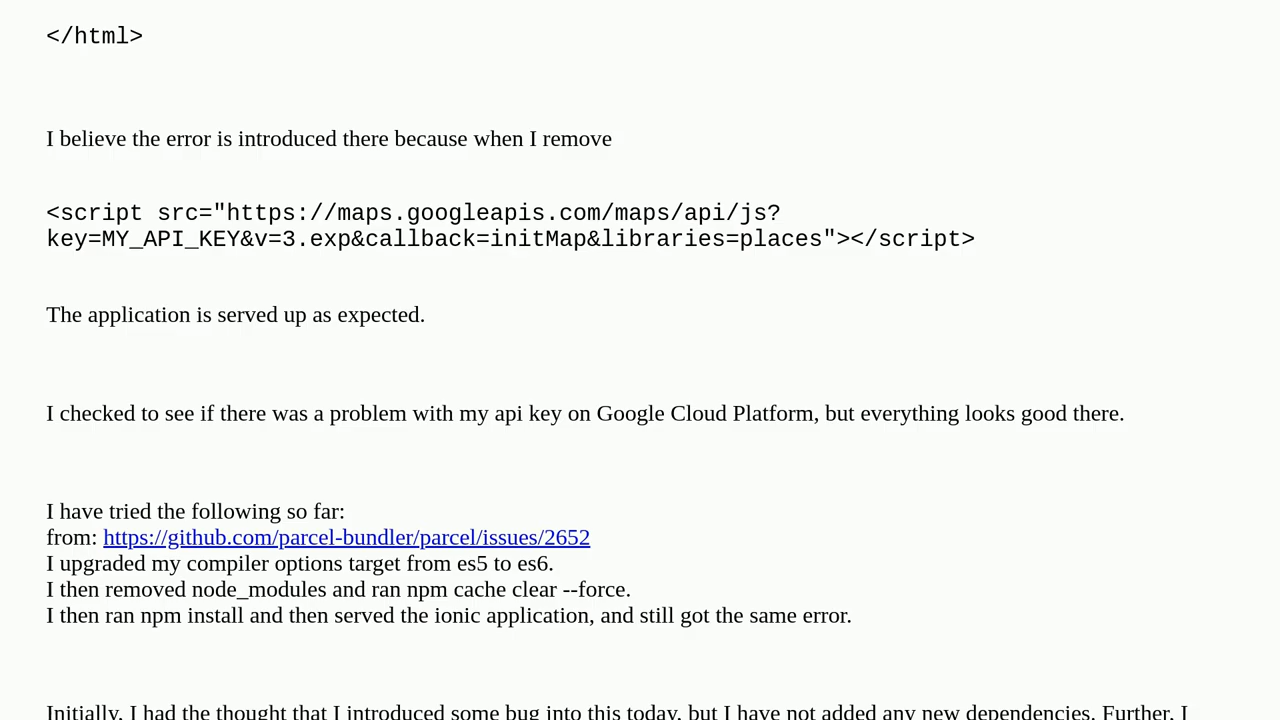 </html>
I believe the error is introduced there because when I remove
<script src="https://maps.googleapis.com/maps/api/js?
key=MY_API_KEY&v=3.exp&callback=initMap&libraries=places"></script>
The application is served up as expected.
I checked to see if there was a problem with my api key on Google Cloud Platform, but everything looks good there.
I have tried the following so far:
from: https://github.com/parcel-bundler/parcel/issues/2652
I upgraded my compiler options target from es5 to es6.
I then removed node_modules and ran npm cache clear --force.
I then ran npm install and then served the ionic application, and still got the same error.
Initially, I had the thought that I introduced some bug into this today, but I have not added any new dependencies. Further, I